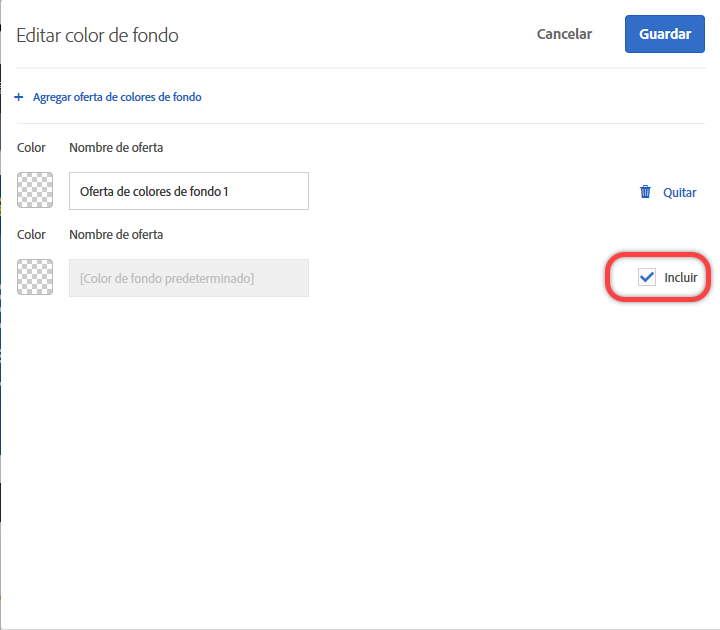 Editar color de fondo
Cancelar
Guardar
+ Agregar oferta de colores de fondo
Color Nombre de oferta
Oferta de colores de fondo 1
Quitar
Color Nombre de oferta
[Color de fondo predeterminado]
Incluir